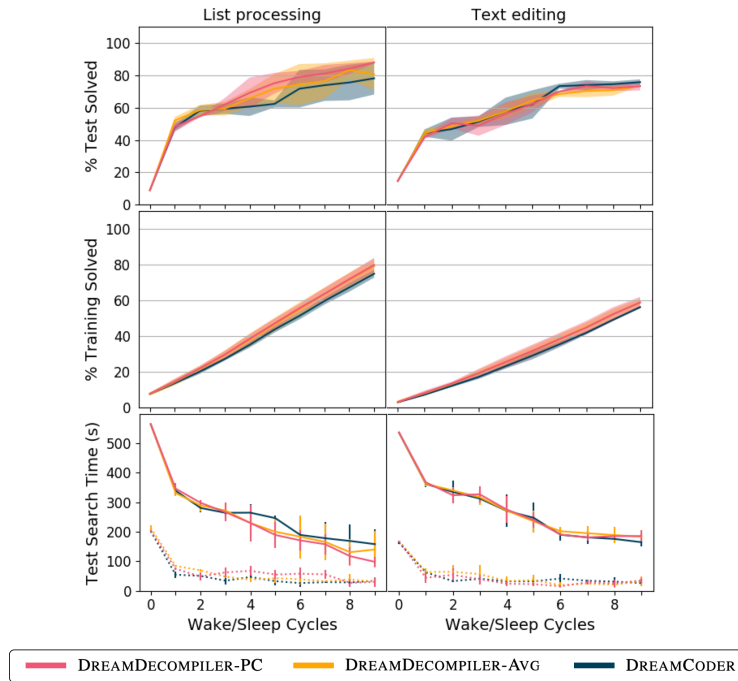 List processing
Text editing
% Test Solved
100
80
60
40
20
0
% Training Solved
100
80
60
40
20
0
Test Search Time (s)
500
400
300
200
100
0
0 2 4 6 8
0 2 4 6 8
Wake/Sleep Cycles
Wake/Sleep Cycles
DREAMDECOMPILER-PC DREAMDECOMPILER-AVG DREAMCODER